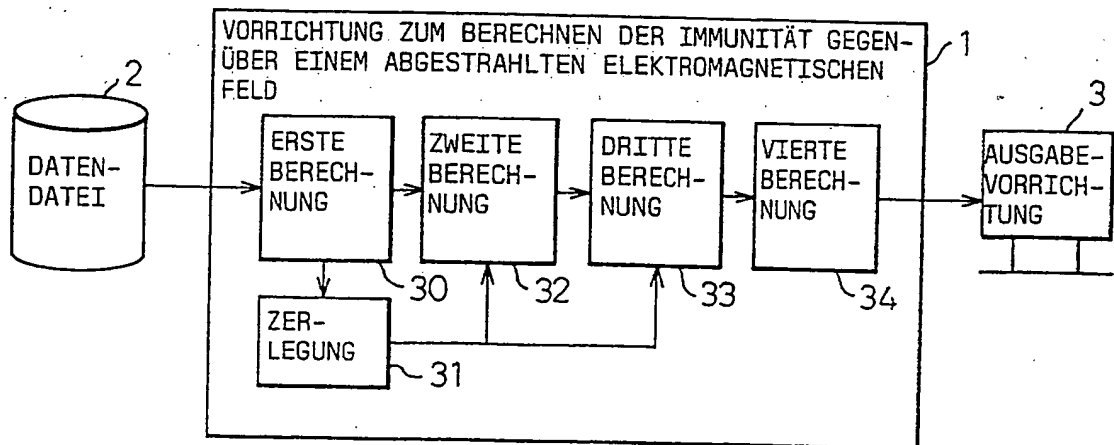 VORRICHTUNG ZUM BERECHNEN DER IMMUNITÄT GEGEN-
ÜBER EINEM ABGESTRAHLTEN ELEKTROMAGNETISCHEN
FELD
1
2
DATEN-
DATEI
ERSTE
BERECH-
NUNG
30
ZWEITE
BERECH-
NUNG
32
DRITTE
BERECH-
NUNG
33
VIERTE
BERECH-
NUNG
34
3
AUSGABE-
VORRICH-
TUNG
ZER-
LEGUNG
31